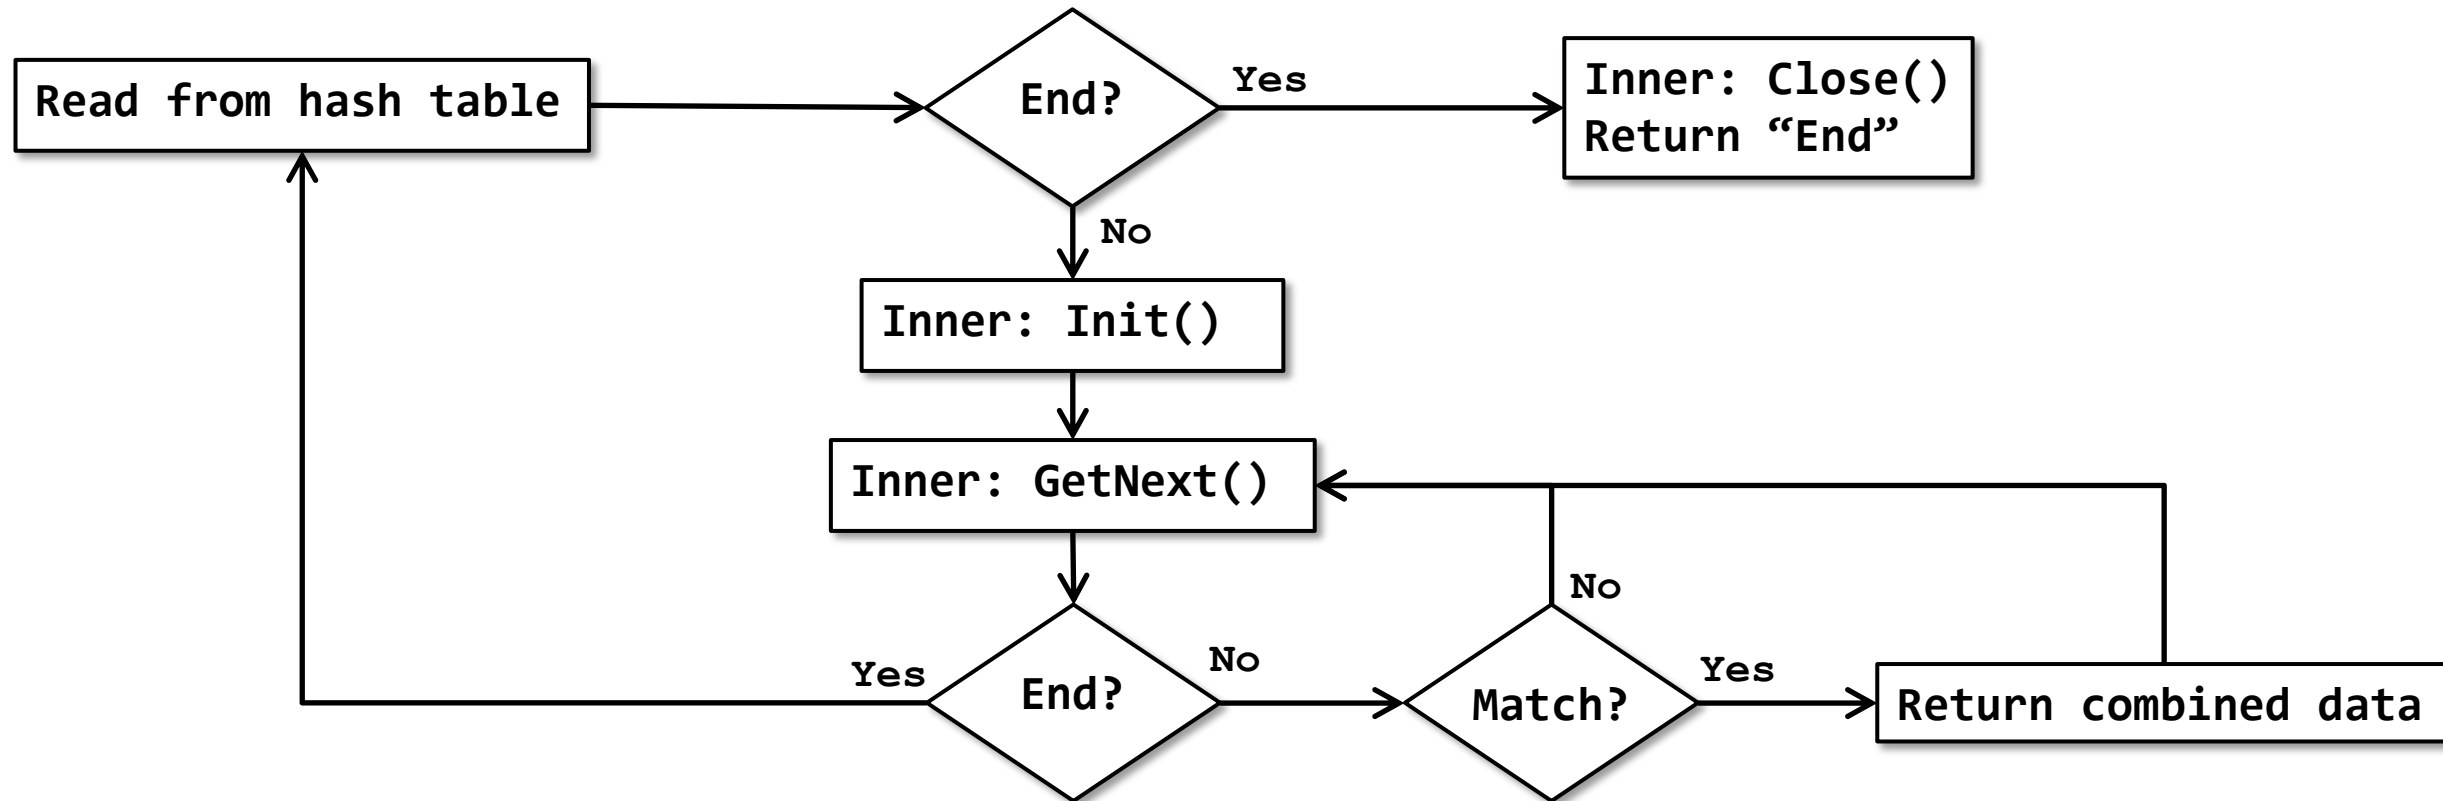 Read from hash table
End?
Yes
Inner: Close()
Return “End”
No
Inner: Init()
Inner: GetNext()
No
Yes
End?
No
Match?
Yes
Return combined data